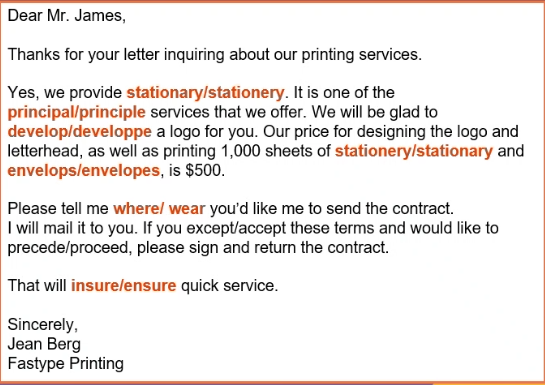 Dear Mr. James,
Thanks for your letter inquiring about our printing services.
Yes, we provide stationary/stationery. It is one of the
principal/principle services that we offer. We will be glad to
develop/developpe a logo for you. Our price for designing the logo and
letterhead, as well as printing 1,000 sheets of stationery/stationary and
envelops/envelopes, is $500.
Please tell me where/ wear you’d like me to send the contract.
I will mail it to you. If you except/accept these terms and would like to
precede/proceed, please sign and return the contract.
That will insure/ensure quick service.
Sincerely,
Jean Berg
Fastype Printing